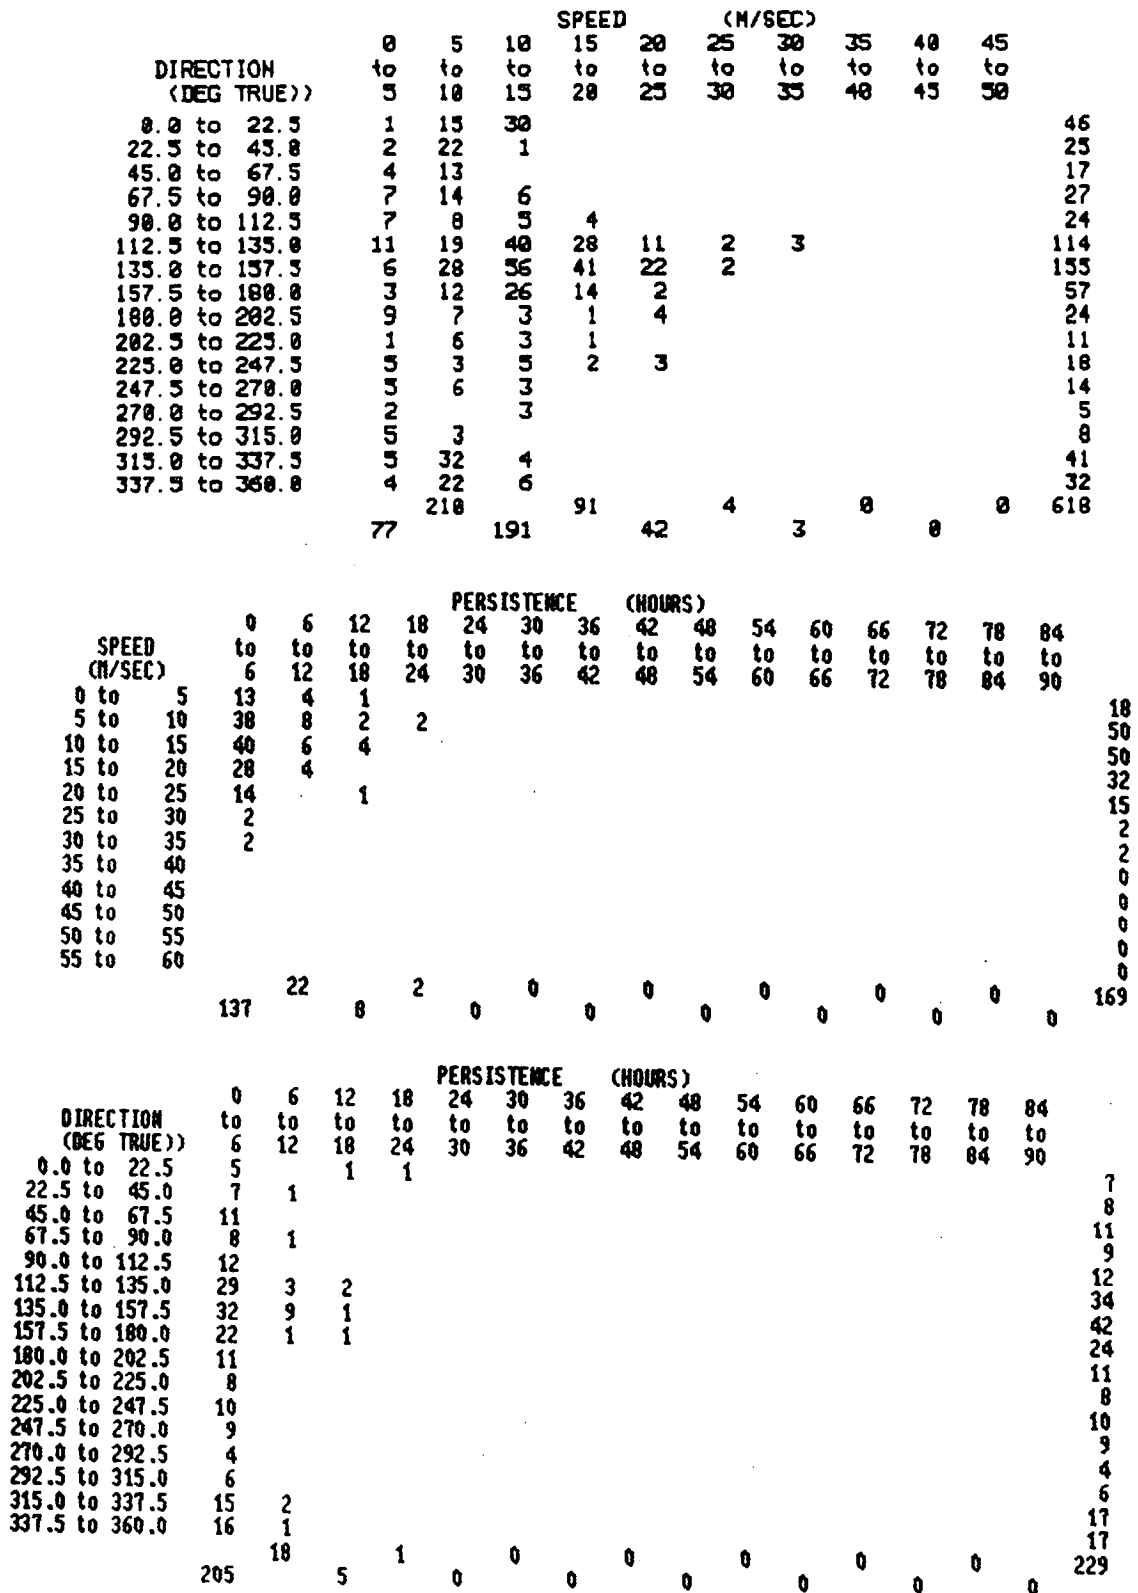 SPEED (M/SEC)
0 5 10 15 20 25 30 35 40 45
DIRECTION to to to to to to to to to to
(DEG TRUE)) 5 10 15 20 25 30 35 40 45 50
0.0 to 22.5 1 15 30 46
22.5 to 45.0 2 22 1 25
45.0 to 67.5 4 13 17
67.5 to 90.0 7 14 6 27
90.0 to 112.5 7 8 5 4 24
112.5 to 135.0 11 19 40 28 11 2 3 114
135.0 to 157.5 6 28 56 41 22 2 155
157.5 to 180.0 3 12 26 14 2 57
180.0 to 202.5 9 7 3 1 4 24
202.5 to 225.0 1 6 3 1 11
225.0 to 247.5 5 3 5 2 3 18
247.5 to 270.0 5 6 3 14
270.0 to 292.5 2 3 5
292.5 to 315.0 5 3 8
315.0 to 337.5 5 32 4 41
337.5 to 360.0 4 22 6 32
210 91 4 0 0 618
77 191 42 3 0
PERSISTENCE (HOURS)
0 6 12 18 24 30 36 42 48 54 60 66 72 78 84
SPEED to to to to to to to to to to to to to to to
(M/SEC) 6 12 18 24 30 36 42 48 54 60 66 72 78 84 90
0 to 5 13 4 1 18
5 to 10 38 8 2 2 50
10 to 15 40 6 4 50
15 to 20 28 4 32
20 to 25 14 1 15
25 to 30 2 2
30 to 35 2 2
35 to 40 0
40 to 45 0
45 to 50 0
50 to 55 0
55 to 60 0
22 2 0 0 0 0 0 169
137 8 0 0 0 0 0 0
PERSISTENCE (HOURS)
0 6 12 18 24 30 36 42 48 54 60 66 72 78 84
DIRECTION to to to to to to to to to to to to to to to
(DEG TRUE)) 6 12 18 24 30 36 42 48 54 60 66 72 78 84 90
0.0 to 22.5 5 1 1 7
22.5 to 45.0 7 1 8
45.0 to 67.5 11 11
67.5 to 90.0 8 1 9
90.0 to 112.5 12 12
112.5 to 135.0 29 3 2 34
135.0 to 157.5 32 9 1 42
157.5 to 180.0 22 1 1 24
180.0 to 202.5 11 11
202.5 to 225.0 8 8
225.0 to 247.5 10 10
247.5 to 270.0 9 9
270.0 to 292.5 4 4
292.5 to 315.0 6 6
315.0 to 337.5 15 2 17
337.5 to 360.0 16 1 17
18 1 0 0 0 0 0 229
205 5 0 0 0 0 0 0